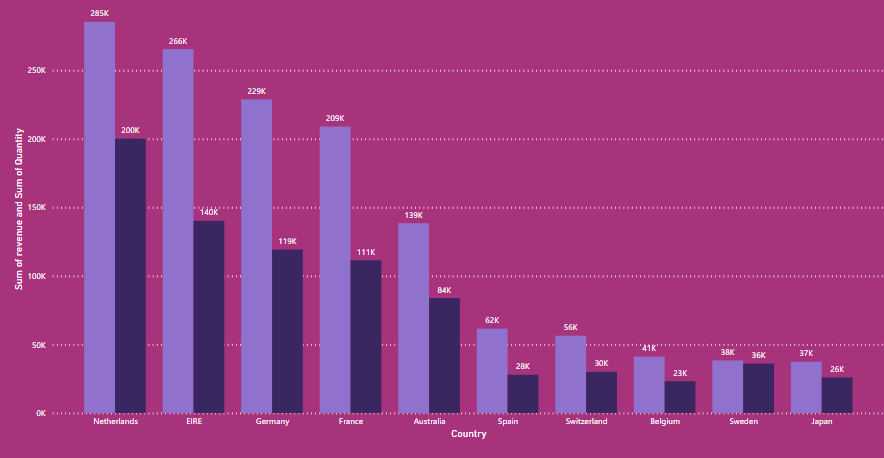 285K
266K
250K
229K
209K
200K
200K
150K
140K
139K
119K
111K
100K
84K
62K
56K
50K
41K
38K
36K
37K
28K
30K
23K
26K
0K
Netherlands
EIRE
Germany
France
Australia
Spain
Switzerland
Belgium
Sweden
Japan
Country
Sum of revenue and Sum of Quantity